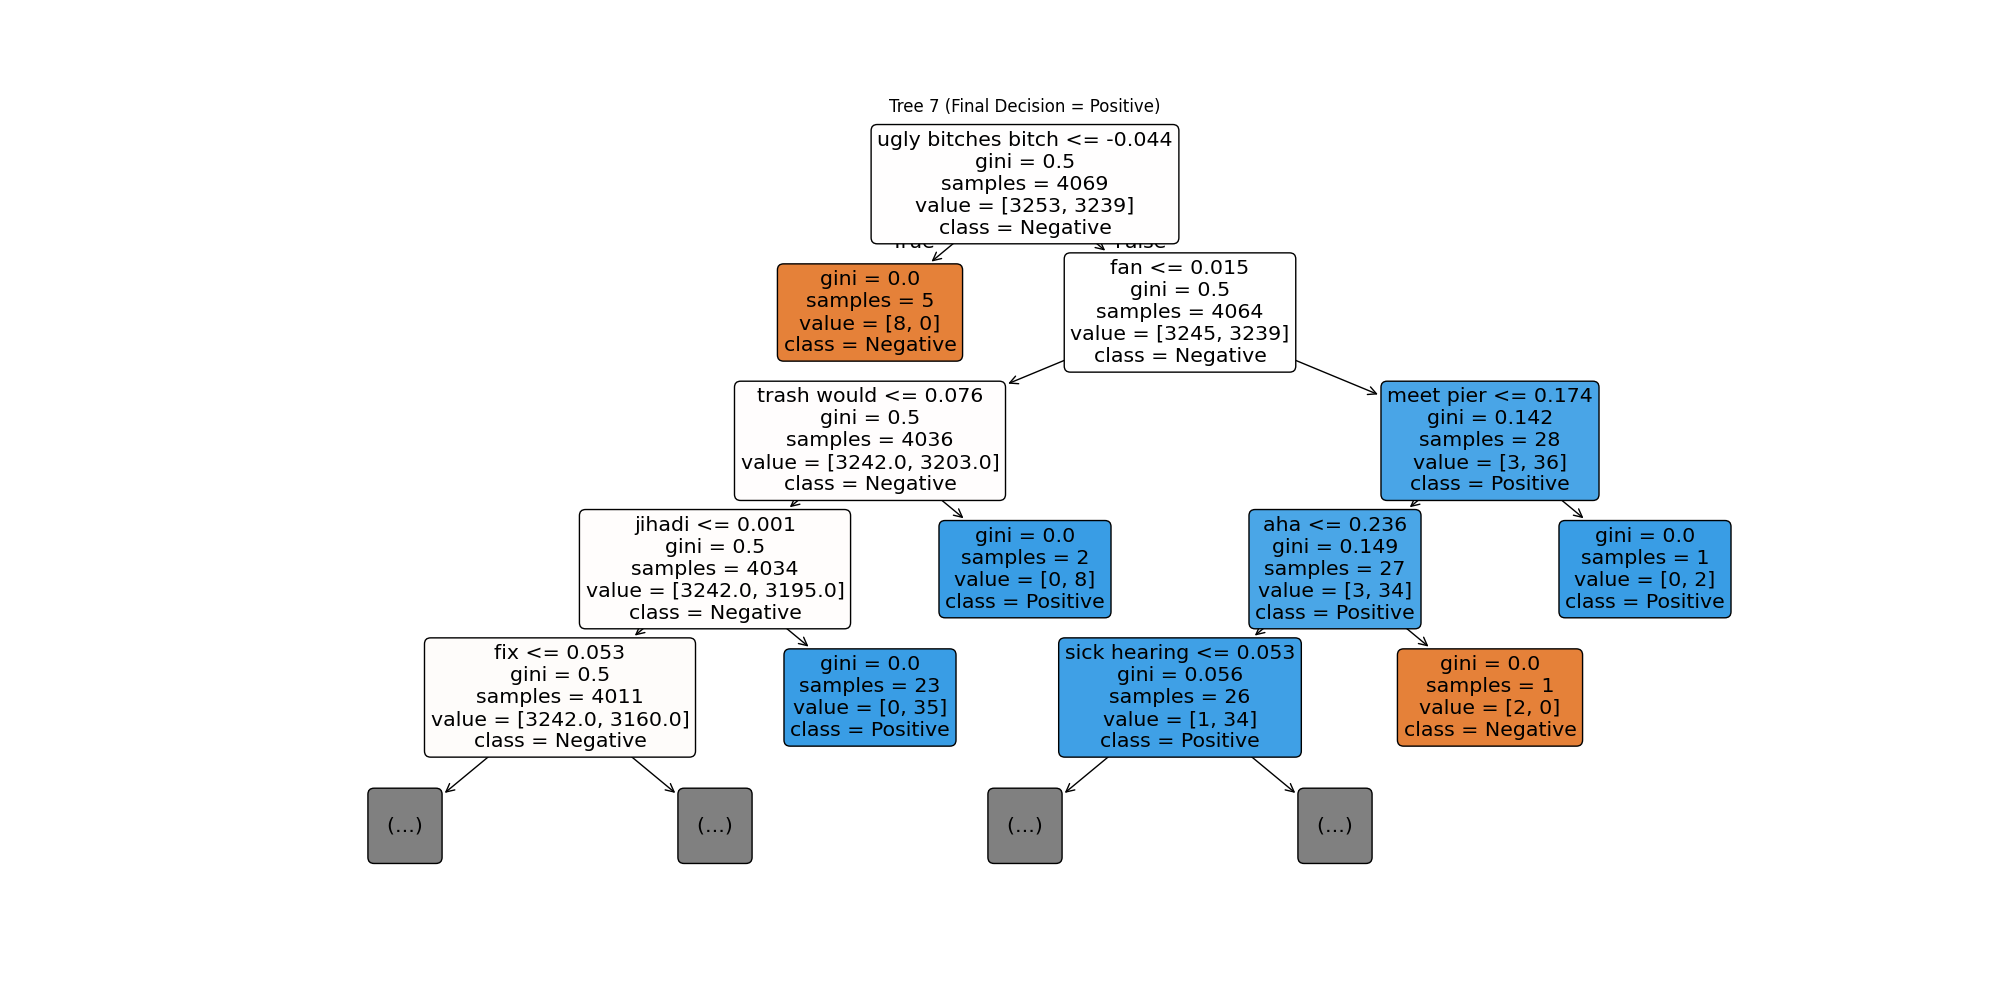 Tree 7 (Final Decision = Positive)
ugly bitches bitch <= -0.044
gini = 0.5
samples = 4069
value = [3253, 3239]
class = Negative
True
False
gini = 0.0
samples = 5
value = [8, 0]
class = Negative
fan <= 0.015
gini = 0.5
samples = 4064
value = [3245, 3239]
class = Negative
trash would <= 0.076
gini = 0.5
samples = 4036
value = [3242.0, 3203.0]
class = Negative
meet pier <= 0.174
gini = 0.142
samples = 28
value = [3, 36]
class = Positive
jihadi <= 0.001
gini = 0.5
samples = 4034
value = [3242.0, 3195.0]
class = Negative
gini = 0.0
samples = 2
value = [0, 8]
class = Positive
aha <= 0.236
gini = 0.149
samples = 27
value = [3, 34]
class = Positive
gini = 0.0
samples = 1
value = [0, 2]
class = Positive
fix <= 0.053
gini = 0.5
samples = 4011
value = [3242.0, 3160.0]
class = Negative
gini = 0.0
samples = 23
value = [0, 35]
class = Positive
sick hearing <= 0.053
gini = 0.056
samples = 26
value = [1, 34]
class = Positive
gini = 0.0
samples = 1
value = [2, 0]
class = Negative
(...)
(...)
(...)
(...)